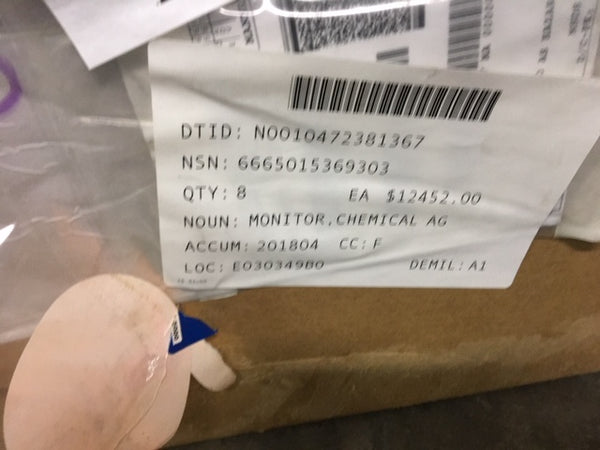 DTID: N0010472381367
NSN: 6665015369303
QTY: 8 EA $12452.00
NOUN: MONITOR,CHEMICAL AG
ACCUM: 201804 CC: F
LOC: E030349B0 DEMIL: A1